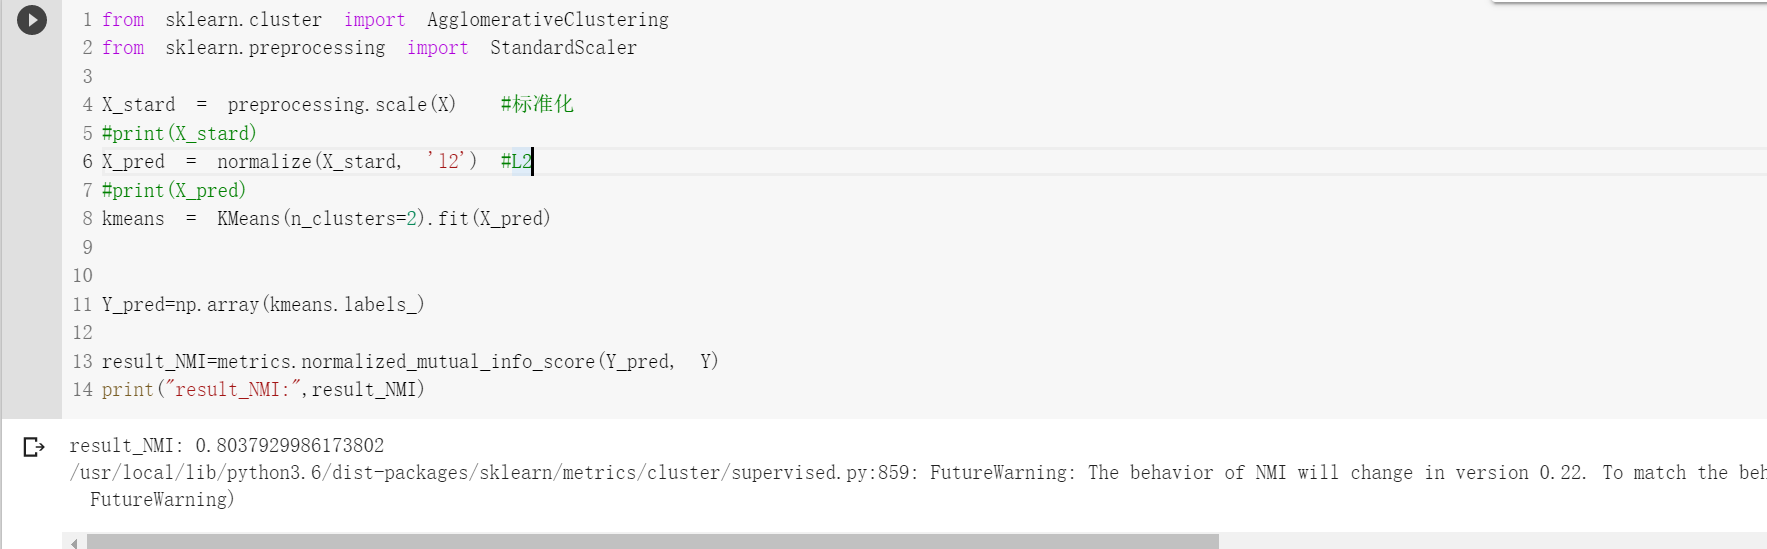 1 from sklearn.cluster import AgglomerativeClustering
2 from sklearn.preprocessing import StandardScaler
3
4 X_stard = preprocessing.scale(X) #标准化
5 #print(X_stard)
6 X_pred = normalize(X_stard, 'l2') #L2
7 #print(X_pred)
8 kmeans = KMeans(n_clusters=2).fit(X_pred)
9
10
11 Y_pred=np.array(kmeans.labels_)
12
13 result_NMI=metrics.normalized_mutual_info_score(Y_pred, Y)
14 print("result_NMI:",result_NMI)
result_NMI: 0.8037929986173802
/usr/local/lib/python3.6/dist-packages/sklearn/metrics/cluster/supervised.py:859: FutureWarning: The behavior of NMI will change in version 0.22. To match the beh
FutureWarning)